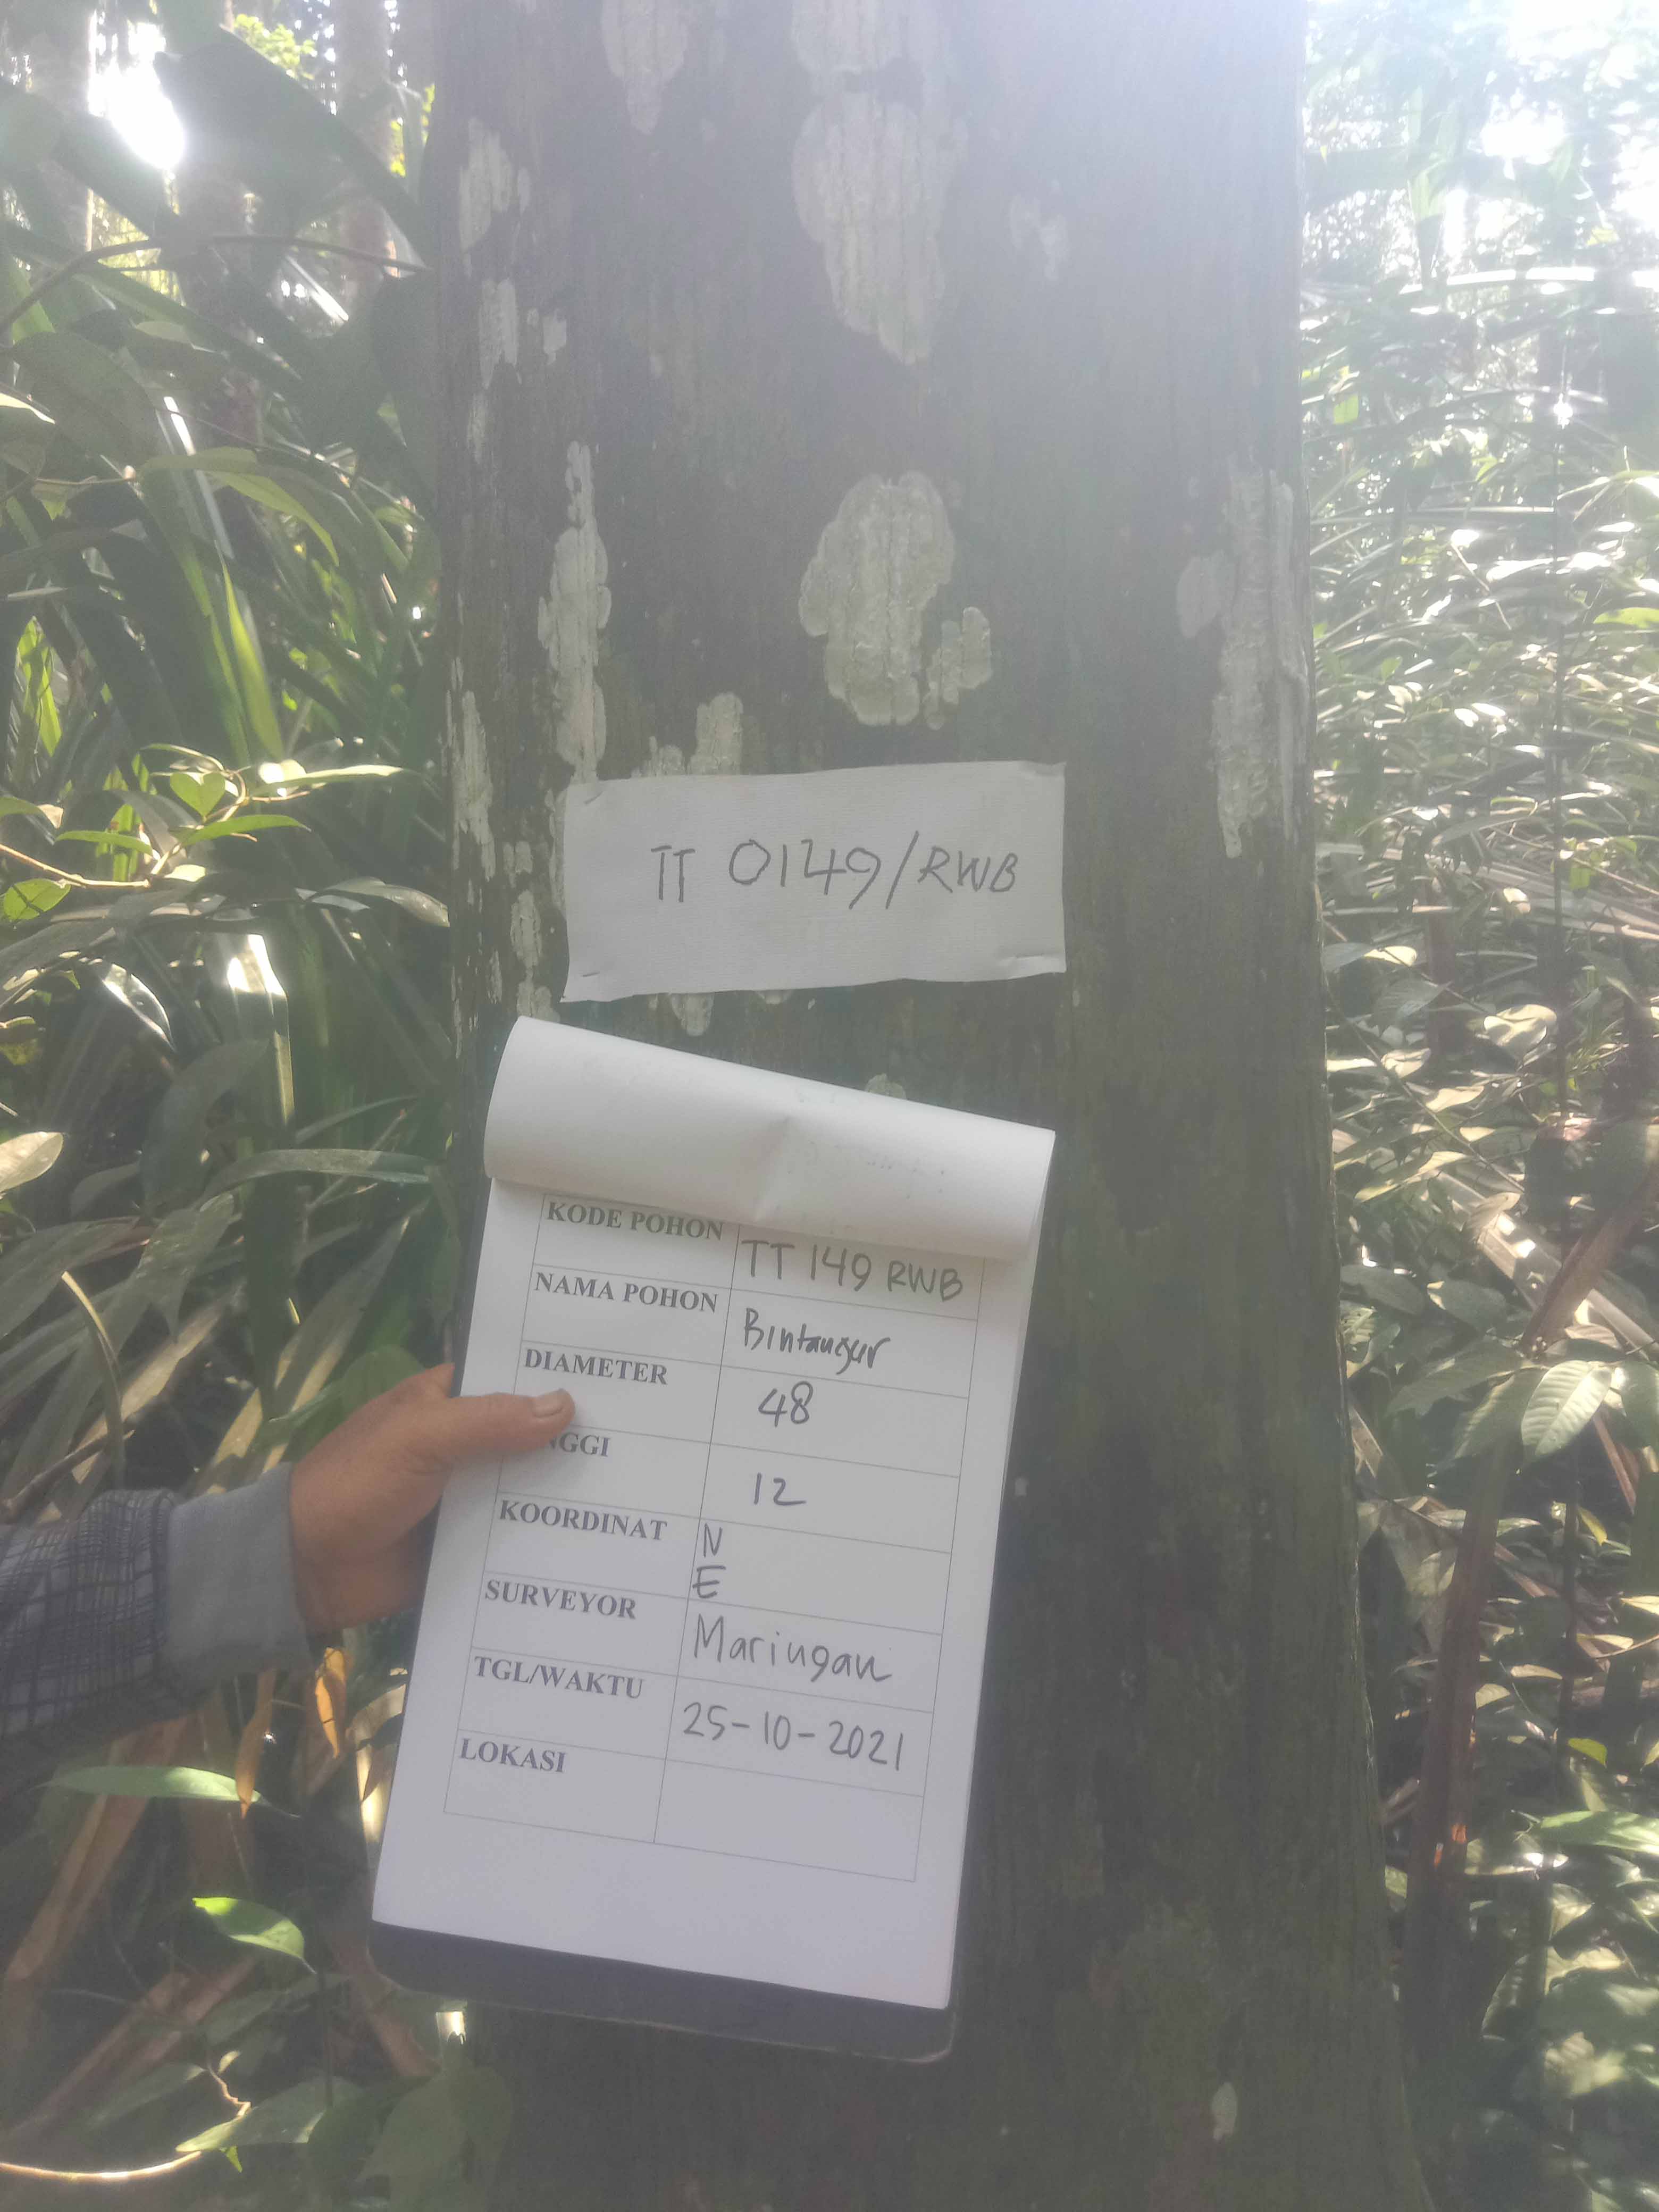 TT 0149/RWB
KODE POHON TT 149 RWB
NAMA POHON Bintangur
DIAMETER 48
NGGI 12
KOORDINAT N
E
SURVEYOR Maringan
TGL/WAKTU 25-10-2021
LOKASI